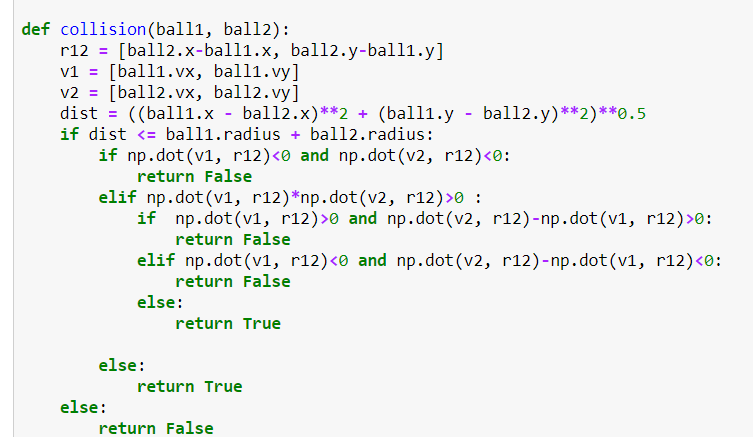 def collision(ball1, ball2):
    r12 = [ball2.x-ball1.x, ball2.y-ball1.y]
    v1 = [ball1.vx, ball1.vy]
    v2 = [ball2.vx, ball2.vy]
    dist = ((ball1.x - ball2.x)**2 + (ball1.y - ball2.y)**2)**0.5
    if dist <= ball1.radius + ball2.radius:
        if np.dot(v1, r12)<0 and np.dot(v2, r12)<0:
            return False
        elif np.dot(v1, r12)*np.dot(v2, r12)>0 :
            if  np.dot(v1, r12)>0 and np.dot(v2, r12)-np.dot(v1, r12)>0:
                return False
            elif np.dot(v1, r12)<0 and np.dot(v2, r12)-np.dot(v1, r12)<0:
                return False
            else:
                return True
        else:
            return True
    else:
        return False